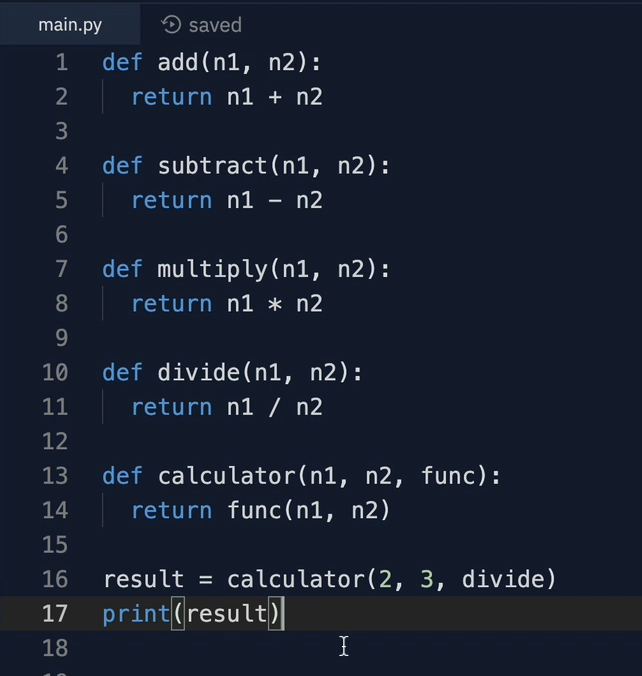 main.py saved
1 def add(n1, n2):
2   return n1 + n2
3
4 def subtract(n1, n2):
5   return n1 - n2
6
7 def multiply(n1, n2):
8   return n1 * n2
9
10 def divide(n1, n2):
11   return n1 / n2
12
13 def calculator(n1, n2, func):
14   return func(n1, n2)
15
16 result = calculator(2, 3, divide)
17 print(result)
18